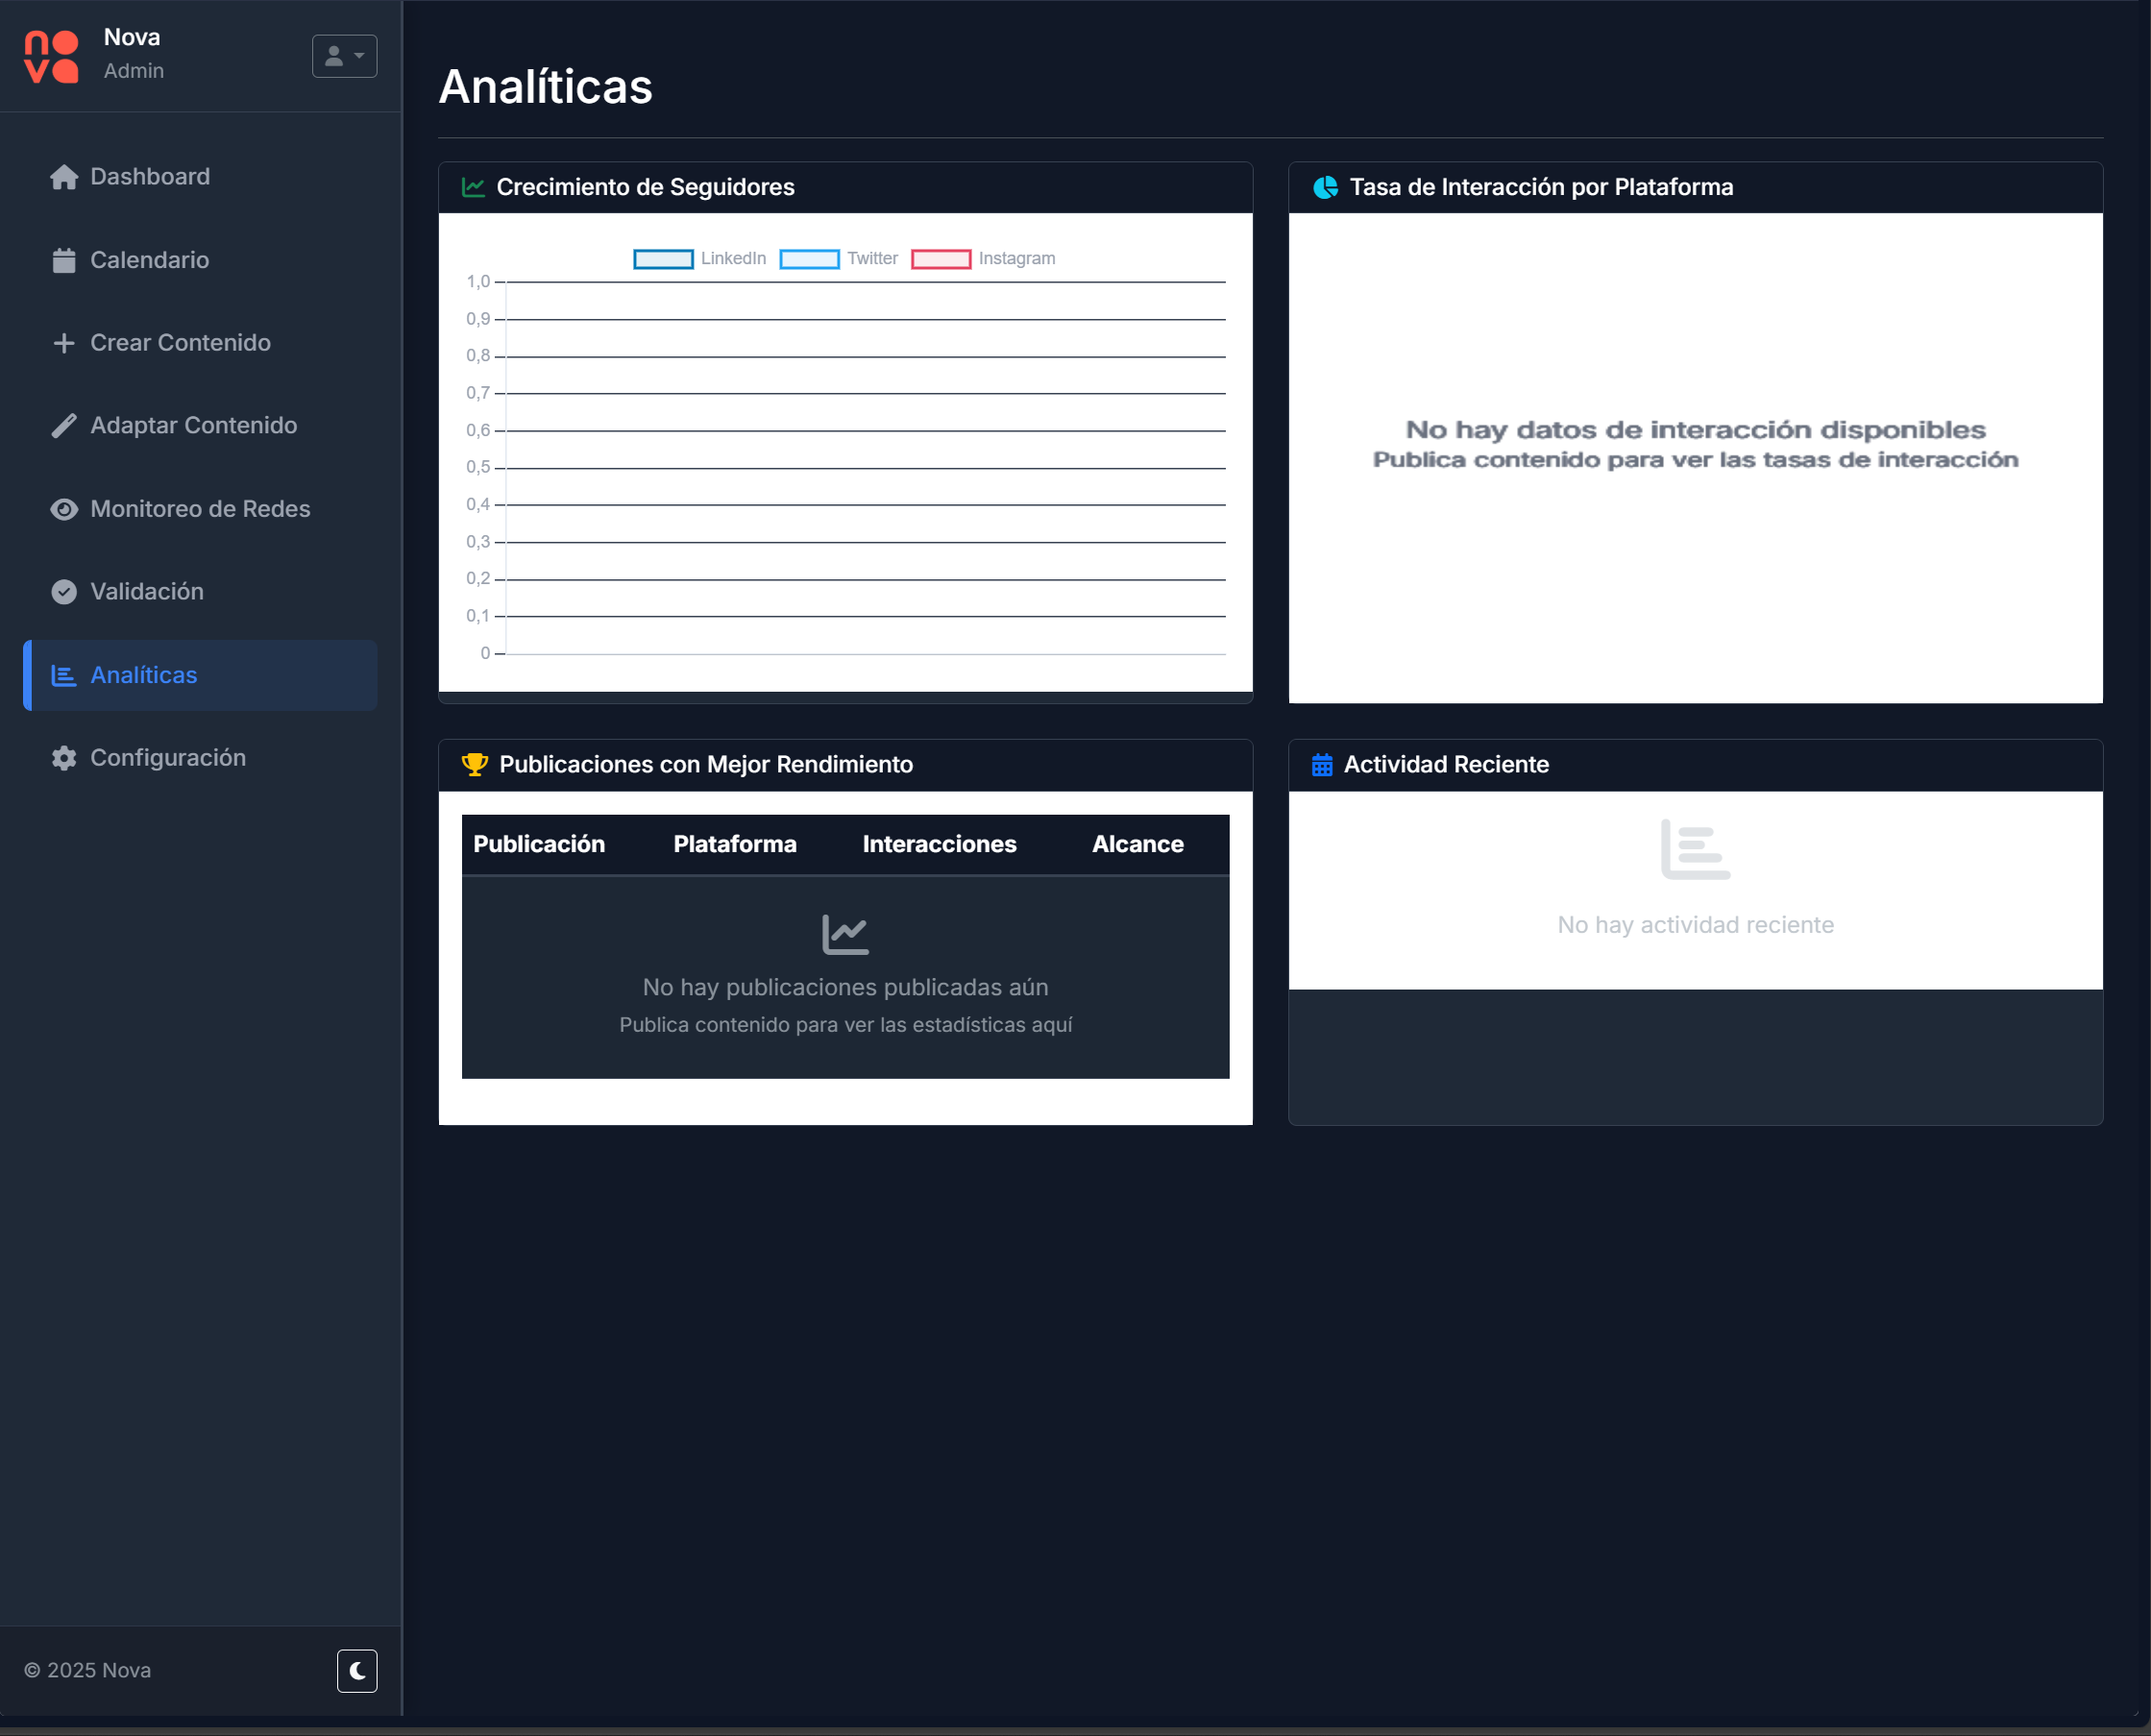 Nova
Admin
Dashboard
Calendario
Crear Contenido
Adaptar Contenido
Monitoreo de Redes
Validación
Analíticas
Configuración
© 2025 Nova
Analíticas
Crecimiento de Seguidores
LinkedIn Twitter Instagram
1,0
0,9
0,8
0,7
0,6
0,5
0,4
0,3
0,2
0,1
0
Tasa de Interacción por Plataforma
No hay datos de interacción disponibles
Publica contenido para ver las tasas de interacción
Publicaciones con Mejor Rendimiento
Publicación Plataforma Interacciones Alcance
No hay publicaciones publicadas aún
Publica contenido para ver las estadísticas aquí
Actividad Reciente
No hay actividad reciente